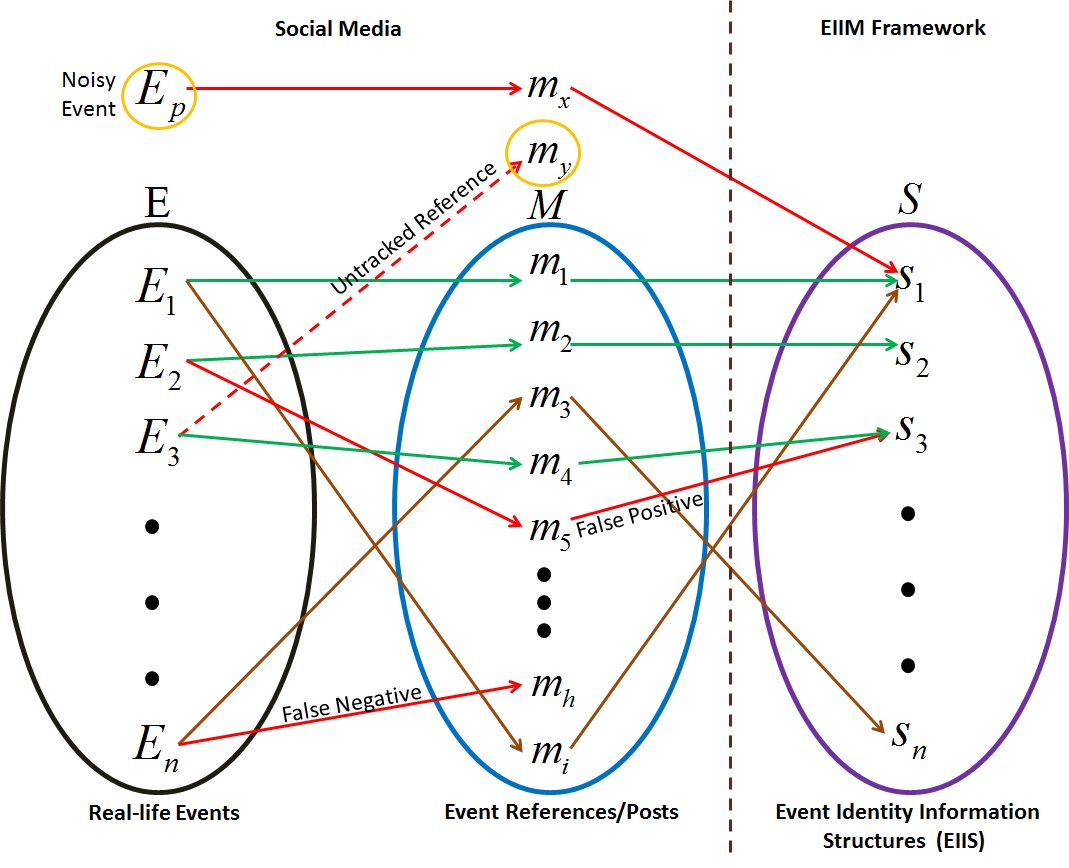 Social Media
EIIM Framework
Noisy
Event
E_p
m_x
m_y
Untracked Reference
E
M
S
E_1
m_1
s_1
E_2
m_2
s_2
m_3
E_3
m_4
s_3
m_5
False Positive
False Negative
m_h
E_n
m_i
s_n
Real-life Events
Event References/Posts
Event Identity Information
Structures (EIIS)